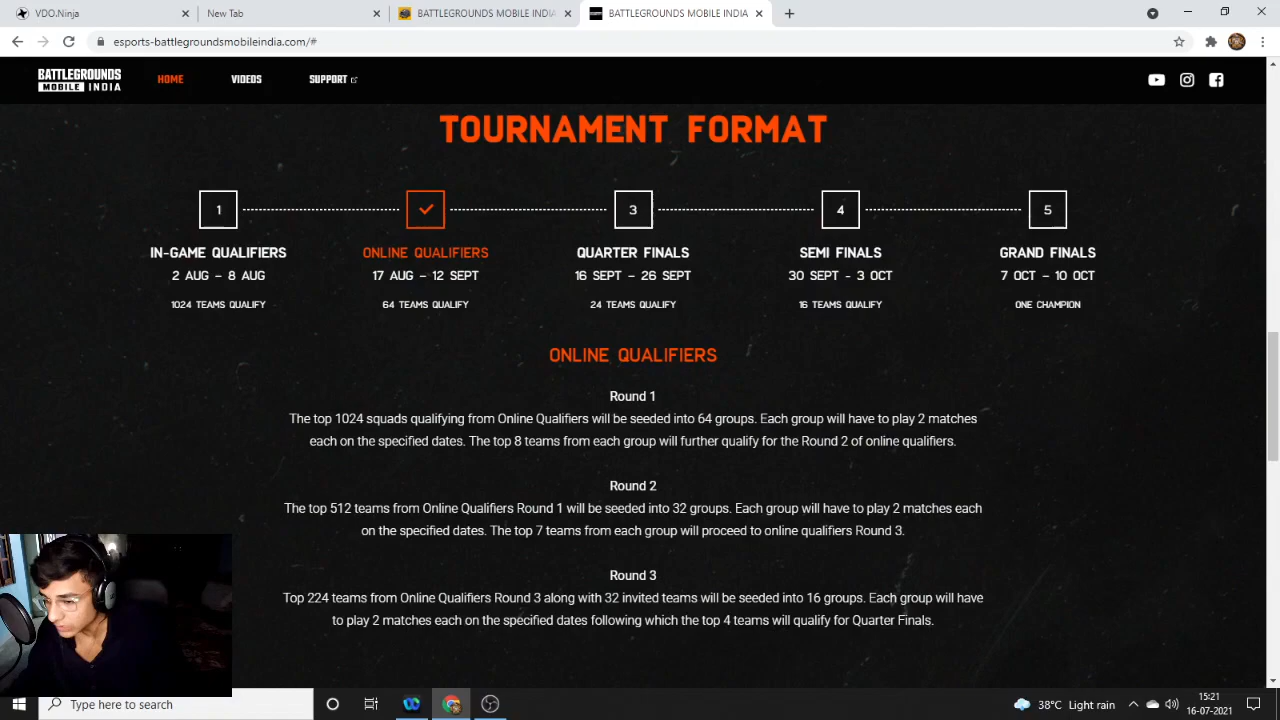 VDO.Ninja
New Tab
BATTLEGROUNDS MOBILE INDIA
BATTLEGROUNDS MOBILE INDIA
esports-battlegroundsmobileindia.com/#
BATTLEGROUNDS
MOBILE INDIA
HOME
VIDEOS
SUPPORT
TOURNAMENT FORMAT
1
3
4
5
IN-GAME QUALIFIERS
ONLINE QUALIFIERS
QUARTER FINALS
SEMI FINALS
GRAND FINALS
2 AUG – 8 AUG
17 AUG – 12 SEPT
16 SEPT – 26 SEPT
30 SEPT - 3 OCT
7 OCT – 10 OCT
1024 TEAMS QUALIFY
64 TEAMS QUALIFY
24 TEAMS QUALIFY
16 TEAMS QUALIFY
ONE CHAMPION
ONLINE QUALIFIERS
Round 1
The top 1024 squads qualifying from Online Qualifiers will be seeded into 64 groups. Each group will have to play 2 matches
each on the specified dates. The top 8 teams from each group will further qualify for the Round 2 of online qualifiers.
Round 2
The top 512 teams from Online Qualifiers Round 1 will be seeded into 32 groups. Each group will have to play 2 matches each
on the specified dates. The top 7 teams from each group will proceed to online qualifiers Round 3.
Round 3
Top 224 teams from Online Qualifiers Round 3 along with 32 invited teams will be seeded into 16 groups. Each group will have
to play 2 matches each on the specified dates following which the top 4 teams will qualify for Quarter Finals.
Type here to search
38°C Light rain
15:21
16-07-2021